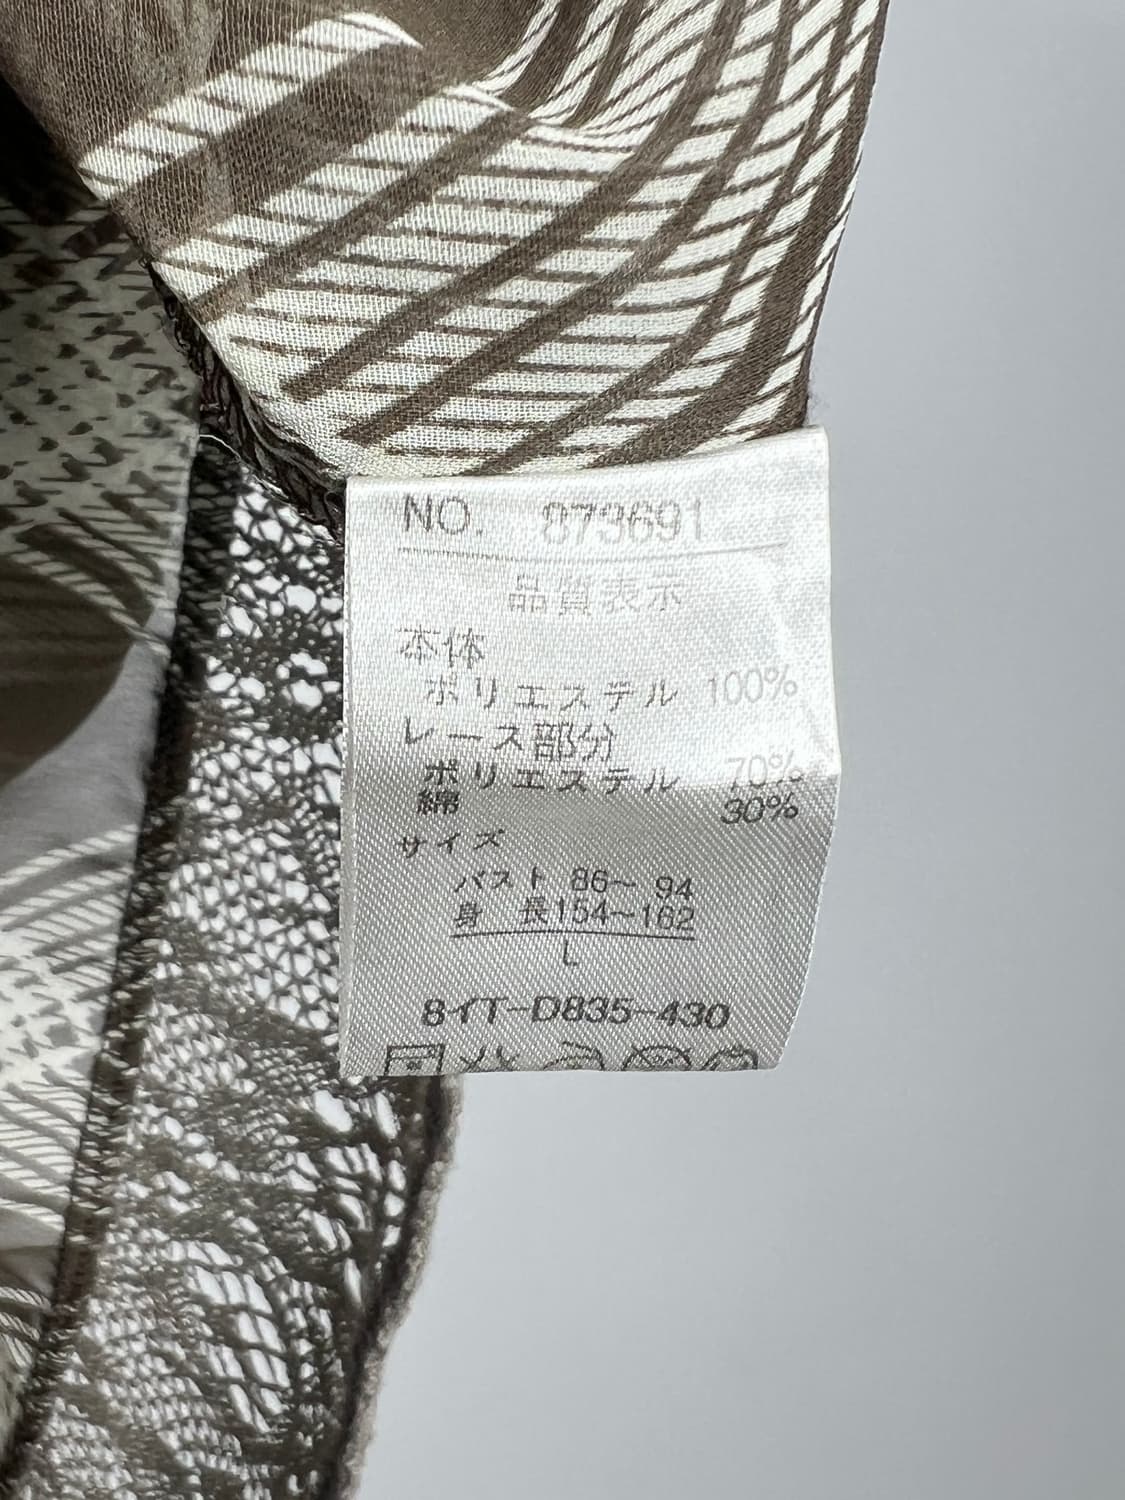 NO. 873691
品質表示
本体
ポリエステル 100%
レース部分
ポリエステル 70%
綿 30%
サイズ
バスト 86~ 94
身 長154~162
L
8イT-D835-430